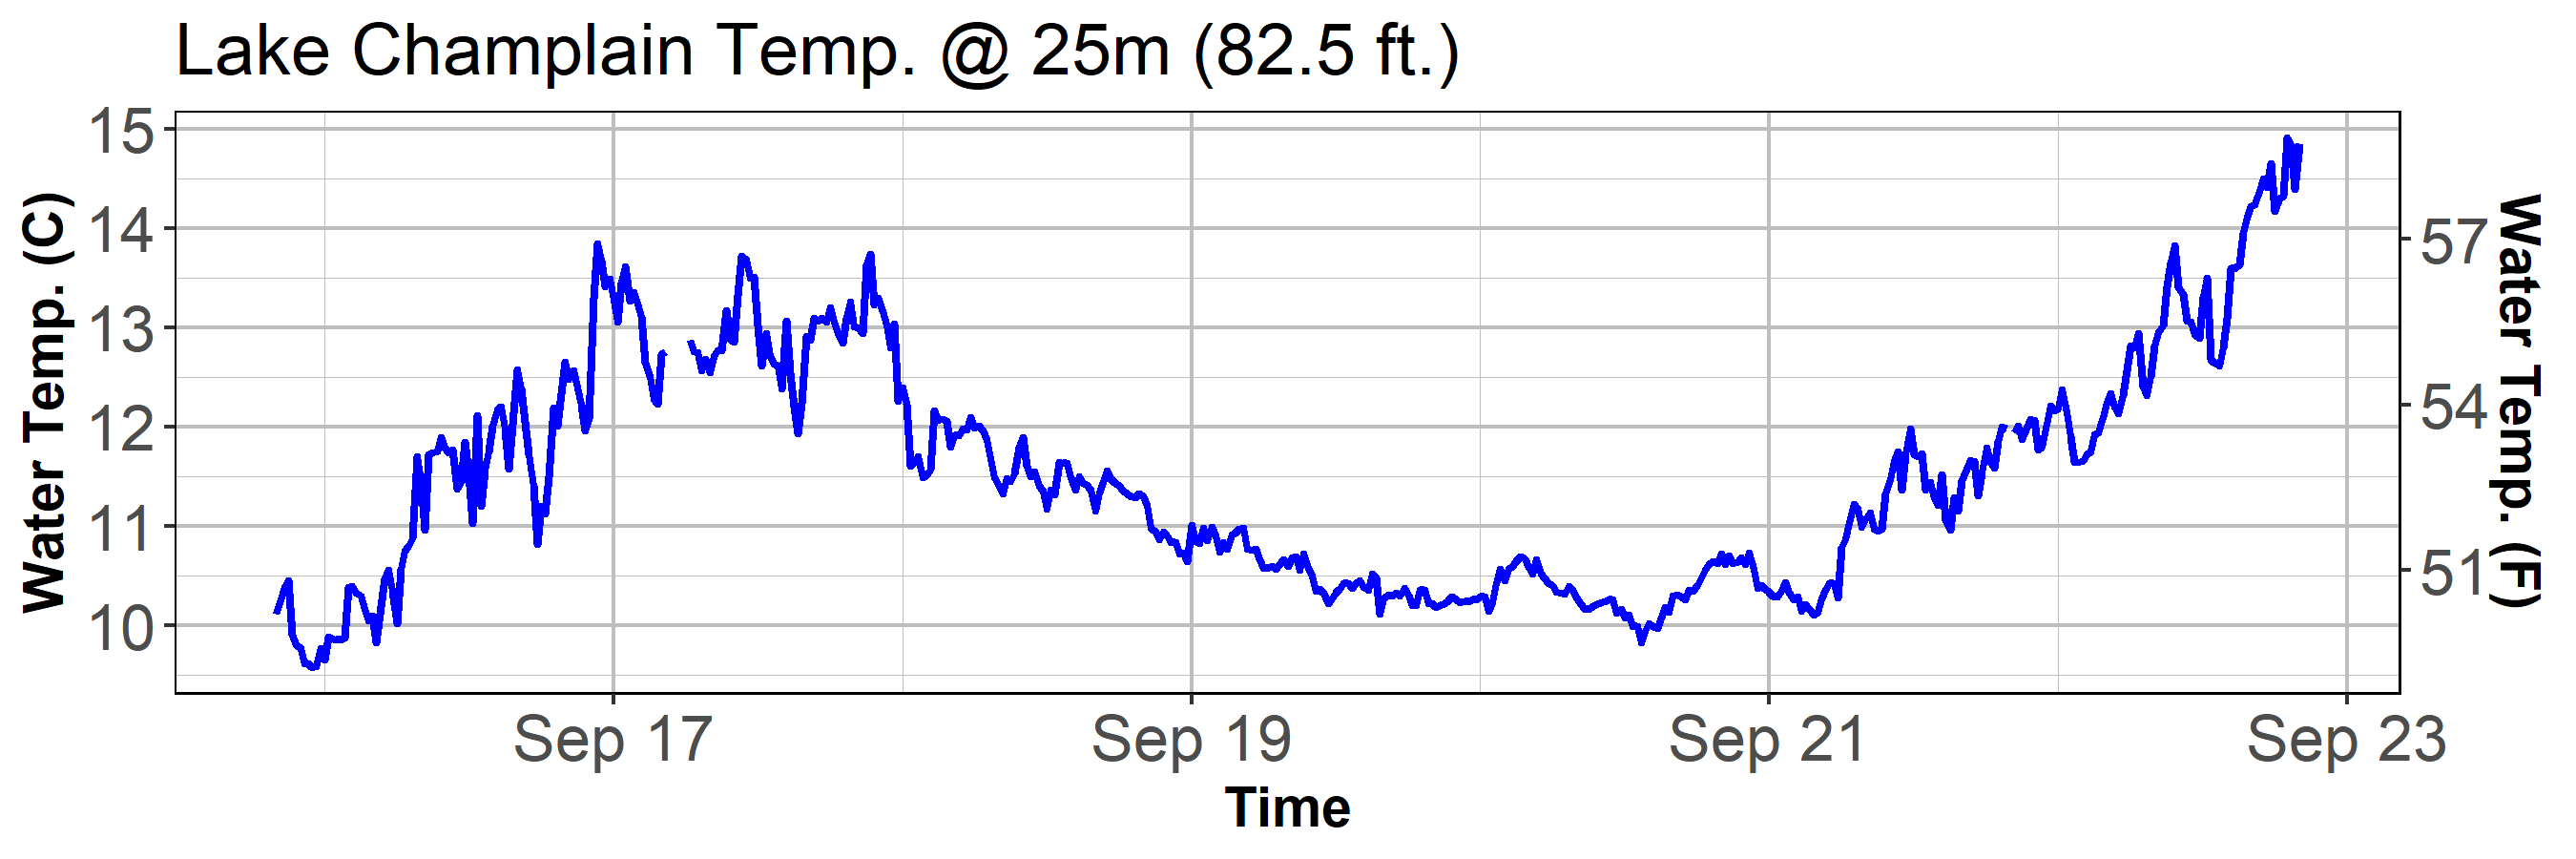 Lake Champlain Temp. @ 25m (82.5 ft.)
Water Temp. (C)
15
14
13
12
11
10
57
54
51
Water Temp. (F)
Sep 17
Sep 19
Sep 21
Sep 23
Time